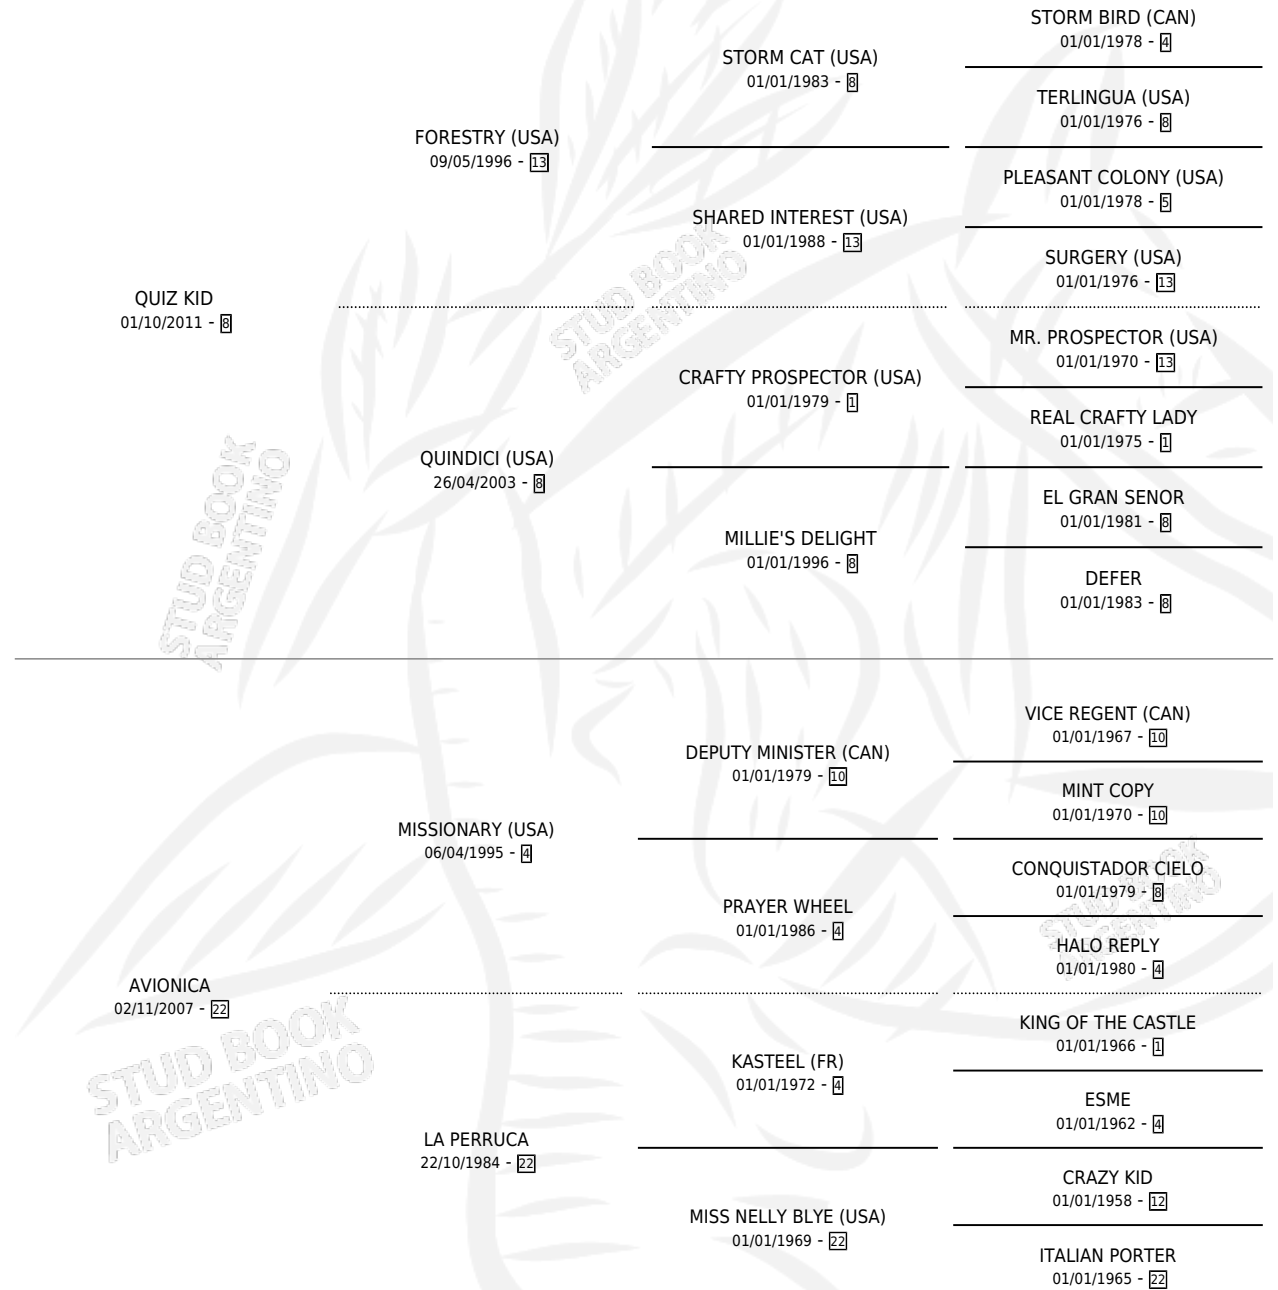 STORM BIRD (CAN)
01/01/1978 - 4
STORM CAT (USA)
01/01/1983 - 8
TERLINGUA (USA)
01/01/1976 - 8
FORESTRY (USA)
09/05/1996 - 13
PLEASANT COLONY (USA)
01/01/1978 - 5
SHARED INTEREST (USA)
01/01/1988 - 13
SURGERY (USA)
01/01/1976 - 13
QUIZ KID
01/10/2011 - 8
MR. PROSPECTOR (USA)
01/01/1970 - 13
CRAFTY PROSPECTOR (USA)
01/01/1979 - 1
REAL CRAFTY LADY
01/01/1975 - 1
QUINDICI (USA)
26/04/2003 - 8
EL GRAN SENOR
01/01/1981 - 8
MILLIE'S DELIGHT
01/01/1996 - 8
DEFER
01/01/1983 - 8
VICE REGENT (CAN)
01/01/1967 - 10
DEPUTY MINISTER (CAN)
01/01/1979 - 10
MINT COPY
01/01/1970 - 10
MISSIONARY (USA)
06/04/1995 - 4
CONQUISTADOR CIELO
01/01/1979 - 8
PRAYER WHEEL
01/01/1986 - 4
HALO REPLY
01/01/1980 - 4
AVIONICA
02/11/2007 - 22
KING OF THE CASTLE
01/01/1966 - 1
KASTEEL (FR)
01/01/1972 - 4
ESME
01/01/1962 - 4
LA PERRUCA
22/10/1984 - 22
CRAZY KID
01/01/1958 - 12
MISS NELLY BLYE (USA)
01/01/1969 - 22
ITALIAN PORTER
01/01/1965 - 22
STUD BOOK
ARGENTINO
STUD BOOK
ARGENTINO
STUD BOOK
ARGENTINO
STUD BOOK
ARGENTINO